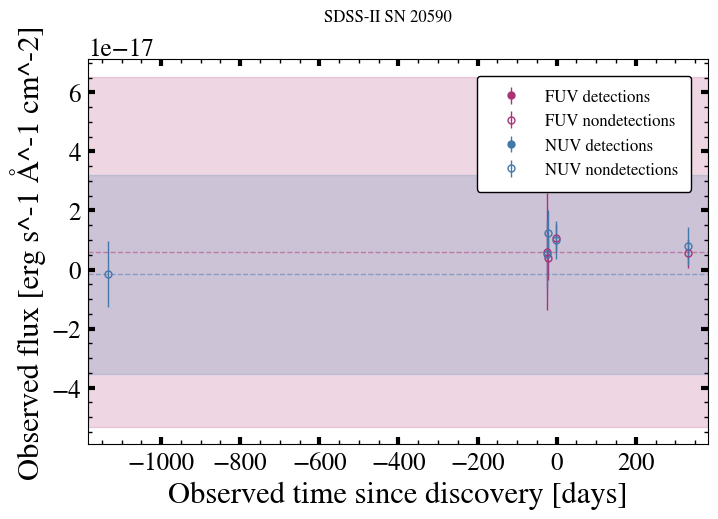 SDSS-II SN 20590
1e−17
Observed flux [erg s^-1 Å^-1 cm^-2]
6
4
2
0
−2
−4
FUV detections
FUV nondetections
NUV detections
NUV nondetections
−1000 −800 −600 −400 −200 0 200
Observed time since discovery [days]